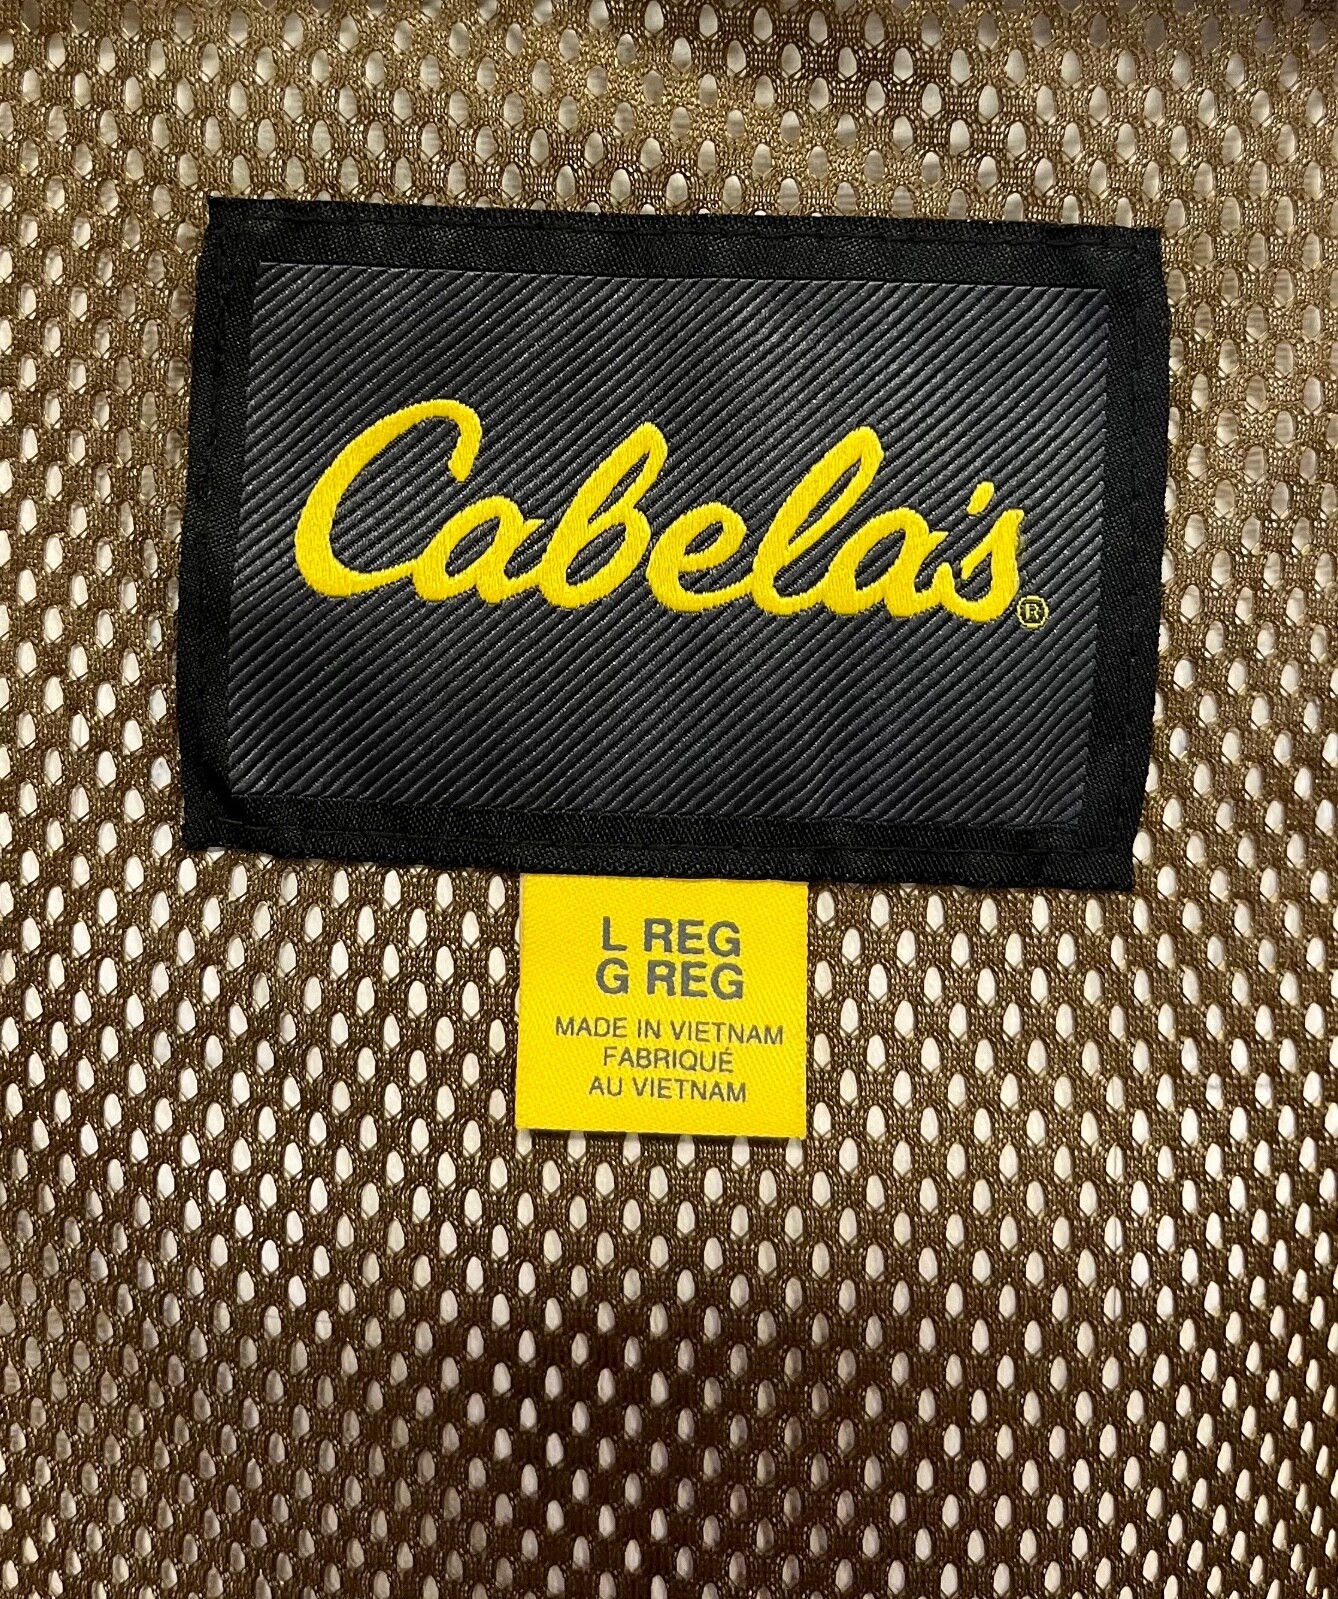 Cabela's®
L REG
G REG
MADE IN VIETNAM
FABRIQUÉ
AU VIETNAM